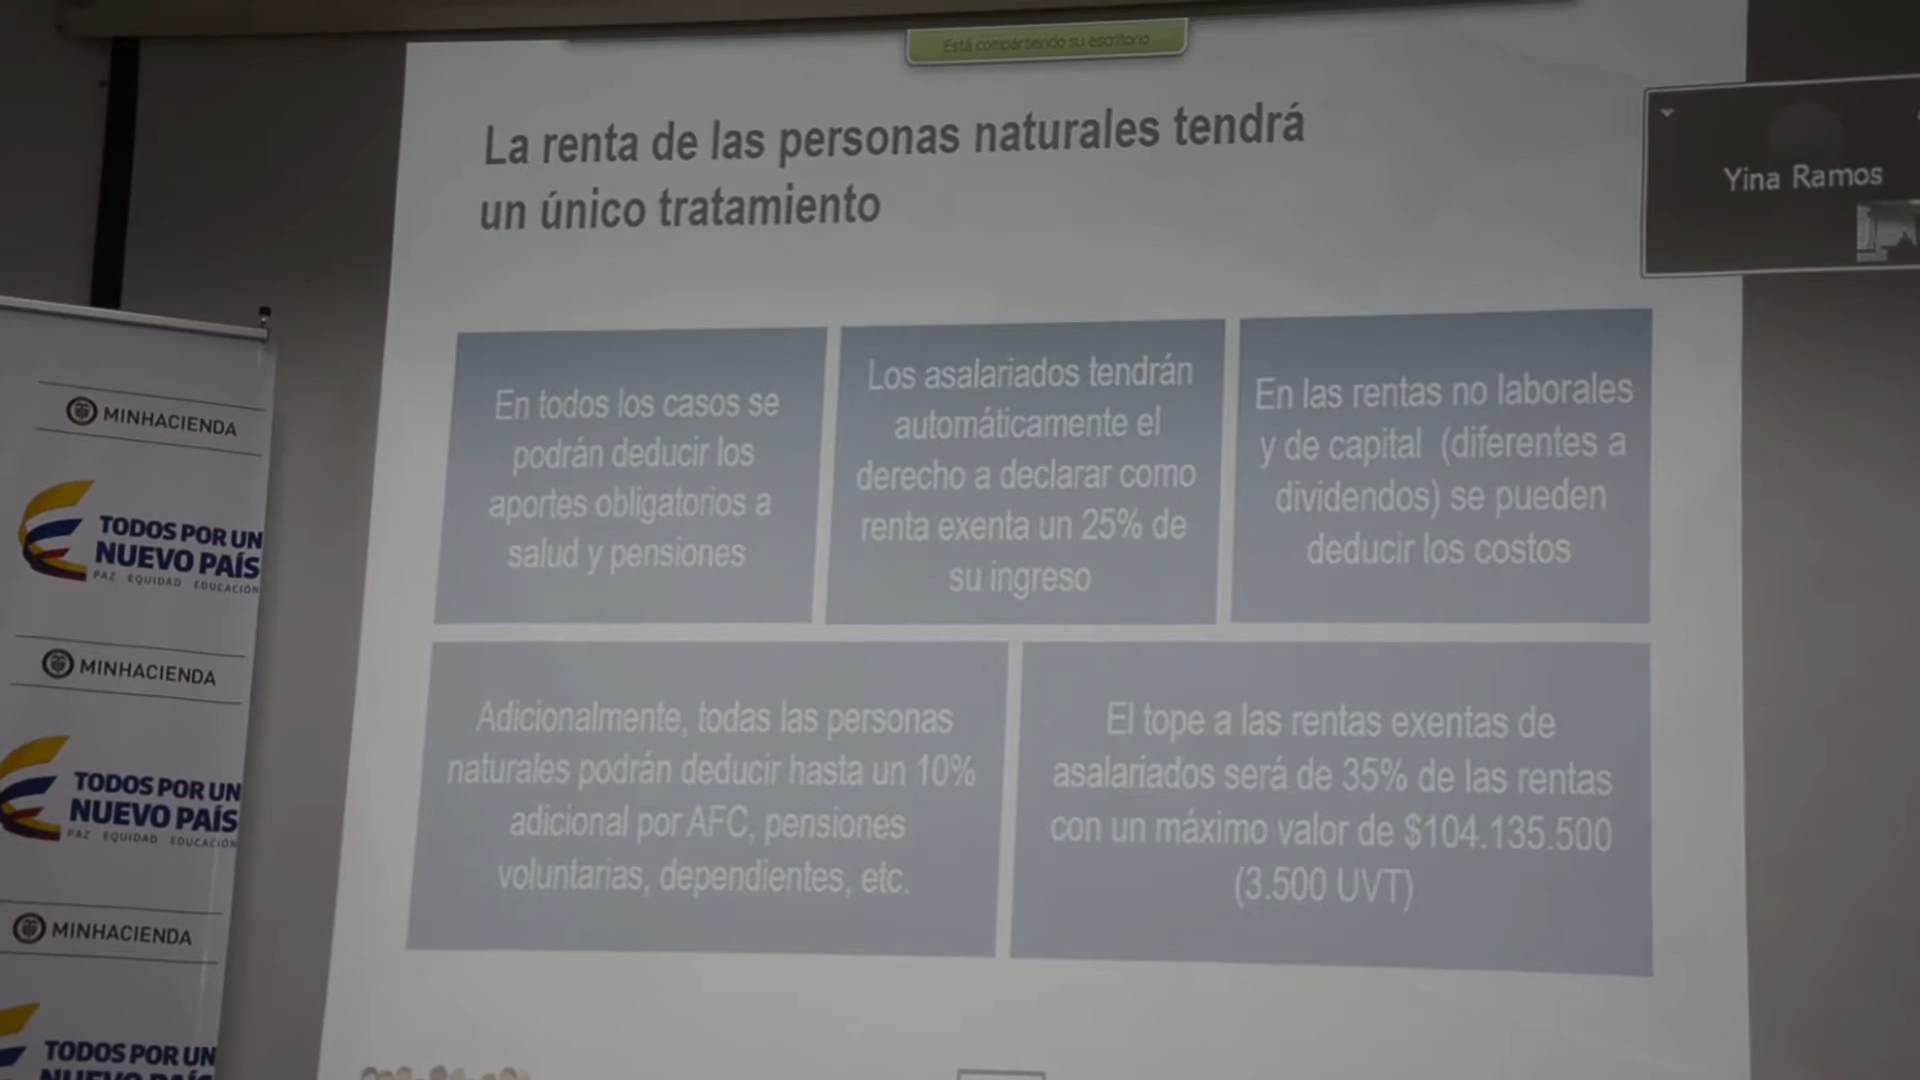 Está compartiendo su escritorio
La renta de las personas naturales tendrá
un único tratamiento
Yina Ramos
En todos los casos se
podrán deducir los
aportes obligatorios a
salud y pensiones
Los asalariados tendrán
automáticamente el
derecho a declarar como
renta exenta un 25% de
su ingreso
En las rentas no laborales
y de capital (diferentes a
dividendos) se pueden
deducir los costos
Adicionalmente, todas las personas
naturales podrán deducir hasta un 10%
adicional por AFC, pensiones
voluntarias, dependientes, etc.
El tope a las rentas exentas de
asalariados será de 35% de las rentas
con un máximo valor de $104.135.500
(3.500 UVT)
MINHACIENDA
TODOS POR UN
NUEVO PAÍS
PAZ EQUIDAD EDUCACIÓN
MINHACIENDA
TODOS POR UN
NUEVO PAÍS
PAZ EQUIDAD EDUCACIÓN
MINHACIENDA
TODOS POR UN
NUEVO PAÍS